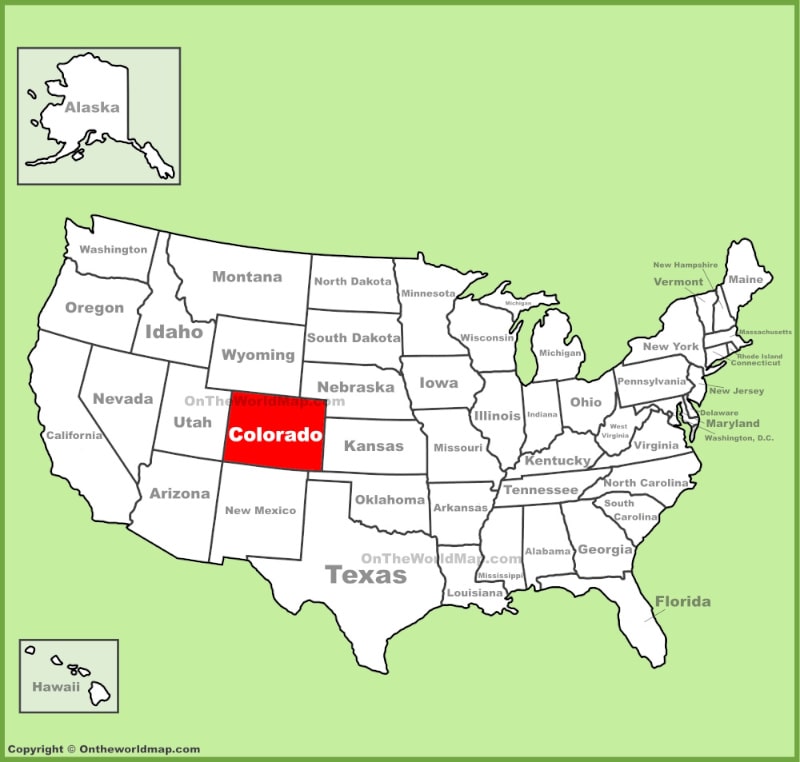 Alaska
Washington
Montana
North Dakota
Minnesota
Michigan
New Hampshire
Vermont
Maine
Oregon
Idaho
Wyoming
South Dakota
Wisconsin
Michigan
New York
Massachusetts
Rhode Island
Connecticut
Nevada
Utah
OnTheWorldMap.com
Nebraska
Iowa
Illinois
Indiana
Ohio
Pennsylvania
New Jersey
Delaware
Maryland
Washington, D.C.
California
Colorado
Kansas
Missouri
Kentucky
West
Virginia
Virginia
Arizona
New Mexico
Oklahoma
Arkansas
Tennessee
North Carolina
South
Carolina
OnTheWorldMap.com
Texas
Louisiana
Mississippi
Alabama
Georgia
Florida
Hawaii
Copyright © Ontheworldmap.com